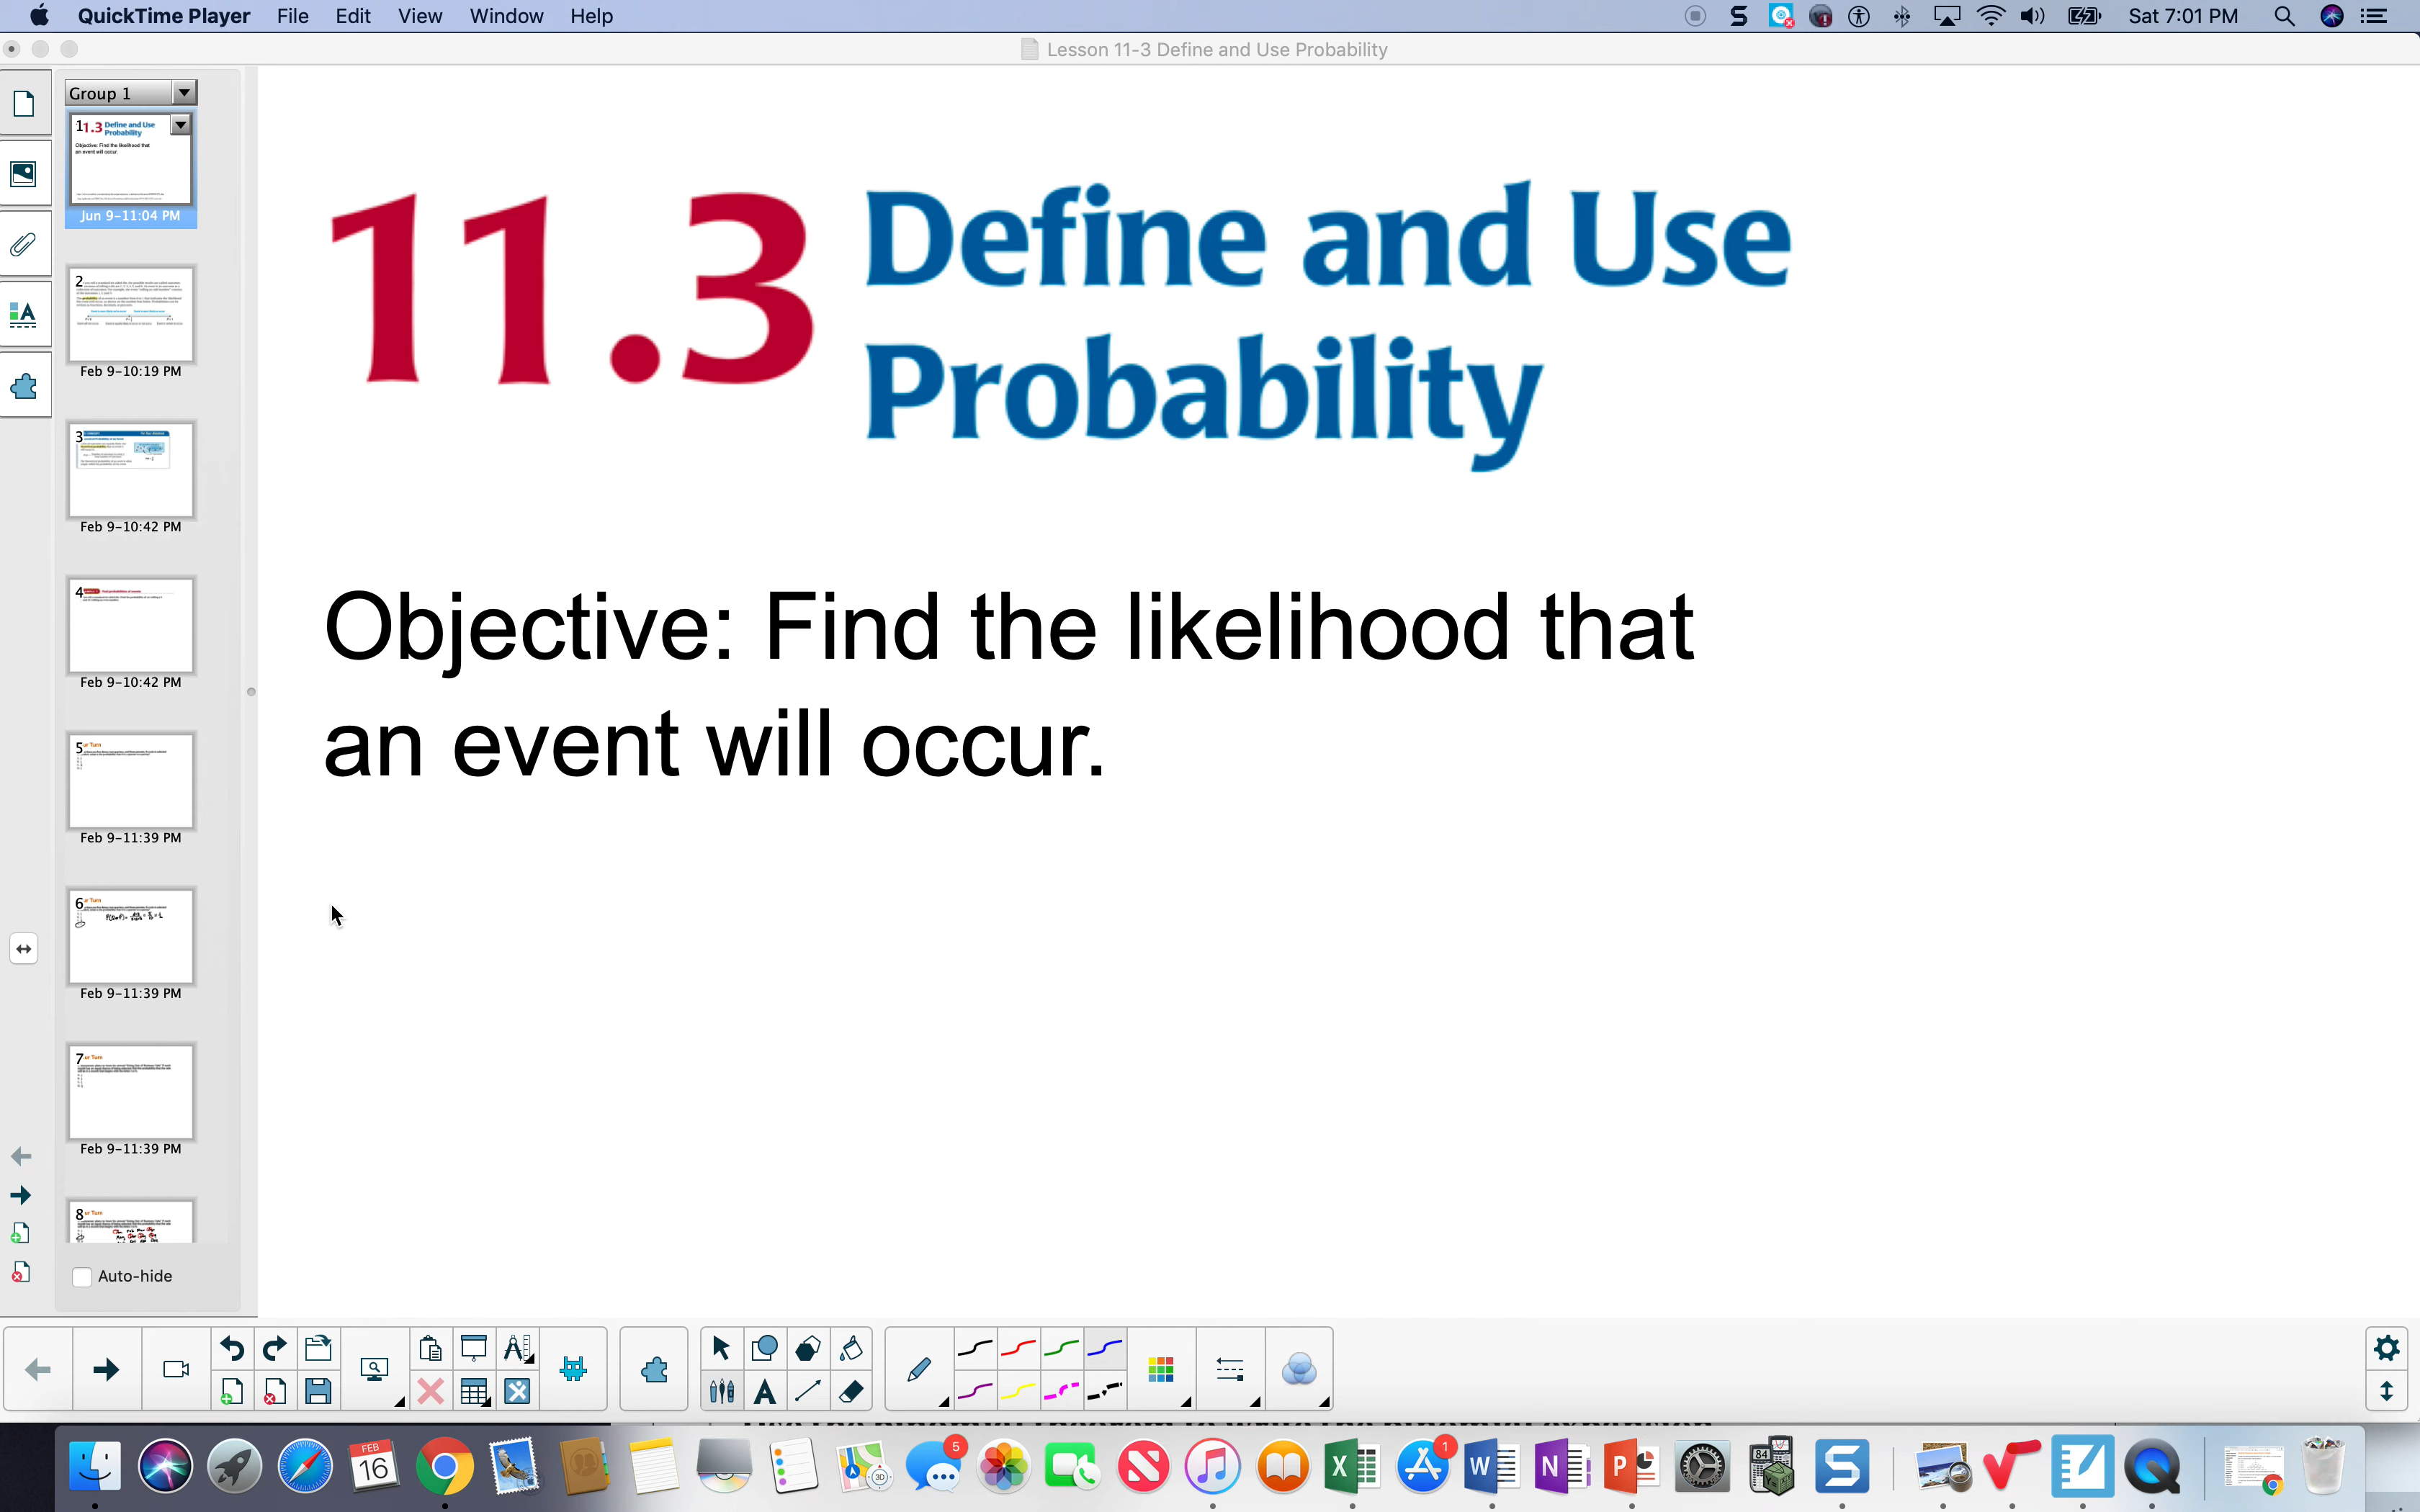 QuickTime Player File Edit View Window Help Sat 7:01 PM
Lesson 11-3 Define and Use Probability
Group 1
1
11.3 Define and Use
Probability
Objective: Find the likelihood that
an event will occur.
Jun 9-11:04 PM
2
Feb 9-10:19 PM
3
Feb 9-10:42 PM
4
Feb 9-10:42 PM
5
Feb 9-11:39 PM
6
Feb 9-11:39 PM
7
Feb 9-11:39 PM
8
Auto-hide
11.3 Define and Use
Probability
Objective: Find the likelihood that
an event will occur.
FEB
16
3D
5
1
84